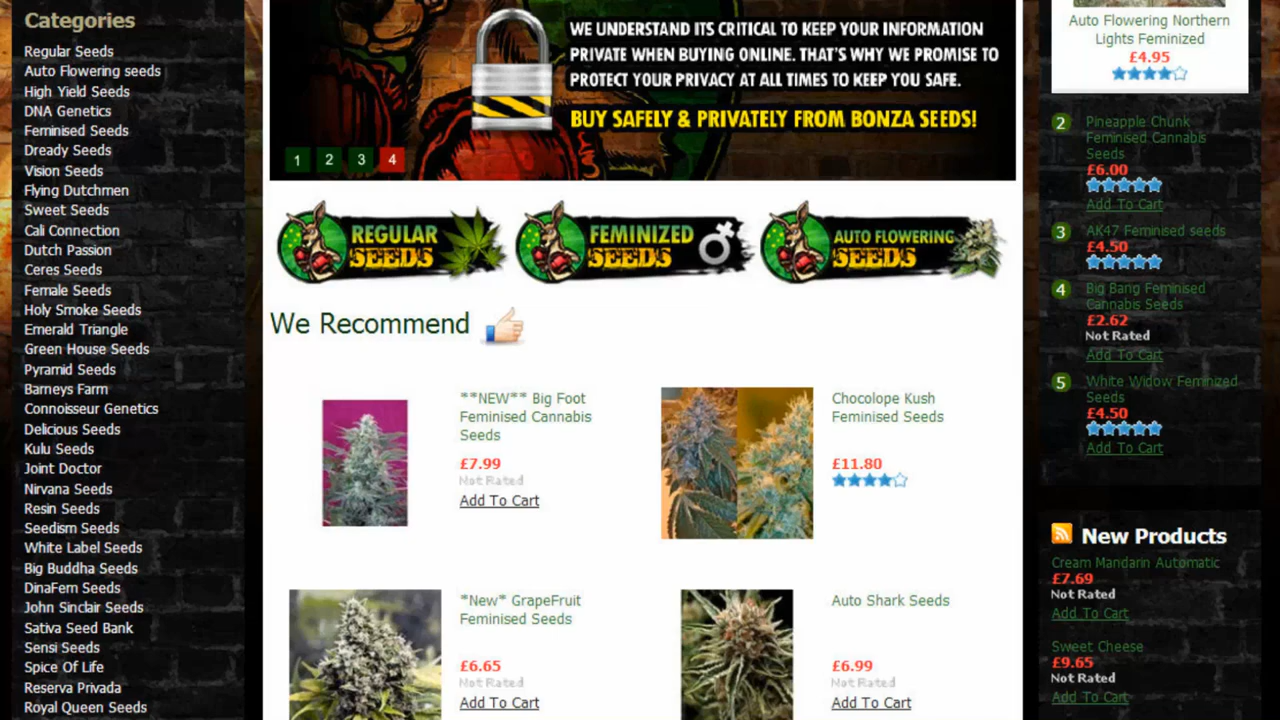 Categories
Regular Seeds
Auto Flowering seeds
High Yield Seeds
DNA Genetics
Feminised Seeds
Dready Seeds
Vision Seeds
Flying Dutchmen
Sweet Seeds
Cali Connection
Dutch Passion
Ceres Seeds
Female Seeds
Holy Smoke Seeds
Emerald Triangle
Green House Seeds
Pyramid Seeds
Barneys Farm
Connoisseur Genetics
Delicious Seeds
Kulu Seeds
Joint Doctor
Nirvana Seeds
Resin Seeds
Seedism Seeds
White Label Seeds
Big Buddha Seeds
DinaFem Seeds
John Sinclair Seeds
Sativa Seed Bank
Sensi Seeds
Spice Of Life
Reserva Privada
Royal Queen Seeds
WE UNDERSTAND ITS CRITICAL TO KEEP YOUR INFORMATION
PRIVATE WHEN BUYING ONLINE. THAT'S WHY WE PROMISE TO
PROTECT YOUR PRIVACY AT ALL TIMES TO KEEP YOU SAFE.
BUY SAFELY & PRIVATELY FROM BONZA SEEDS!
1 2 3 4
REGULAR
SEEDS
FEMINIZED
SEEDS
AUTO FLOWERING
SEEDS
We Recommend
**NEW** Big Foot
Feminised Cannabis
Seeds
£7.99
Not Rated
Add To Cart
Chocolope Kush
Feminised Seeds
£11.80
*New* GrapeFruit
Feminised Seeds
£6.65
Not Rated
Add To Cart
Auto Shark Seeds
£6.99
Not Rated
Add To Cart
Auto Flowering Northern
Lights Feminized
£4.95
2 Pineapple Chunk
Feminised Cannabis
Seeds
£6.00
Add To Cart
3 AK47 Feminised seeds
£4.50
4 Big Bang Feminised
Cannabis Seeds
£2.62
Not Rated
Add To Cart
5 White Widow Feminized
Seeds
£4.50
Add To Cart
New Products
Cream Mandarin Automatic
£7.69
Not Rated
Add To Cart
Sweet Cheese
£9.65
Not Rated
Add To Cart